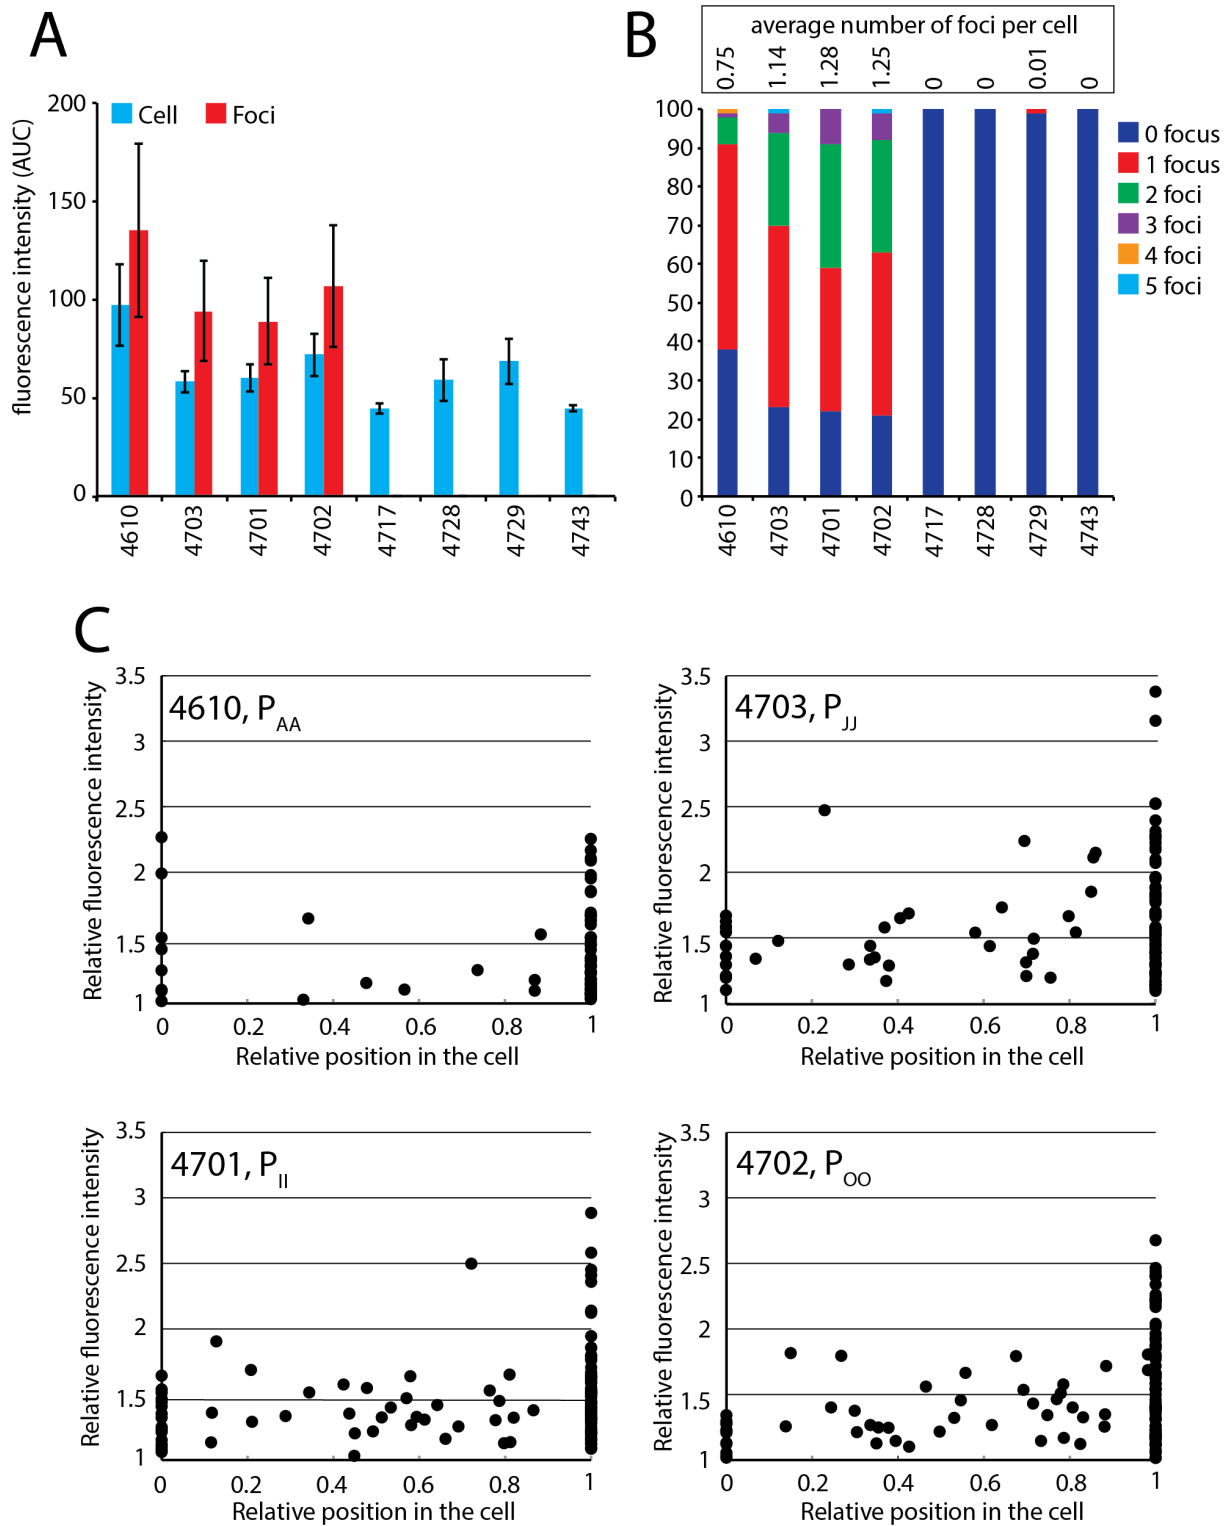 A
fluorescence intensity (AUC)
200
150
100
50
0
Cell
Foci
4610
4703
4701
4702
4717
4728
4729
4743
B
average number of foci per cell
0.75
1.14
1.28
1.25
0
0
0.01
0
100
90
80
70
60
50
40
30
20
10
0
4610
4703
4701
4702
4717
4728
4729
4743
0 focus
1 focus
2 foci
3 foci
4 foci
5 foci
C
Relative fluorescence intensity
3.5
3
2.5
2
1.5
1
4610, PAA
0 0.2 0.4 0.6 0.8 1
Relative position in the cell
Relative fluorescence intensity
3.5
3
2.5
2
1.5
1
4703, PJJ
0 0.2 0.4 0.6 0.8 1
Relative position in the cell
Relative fluorescence intensity
3.5
3
2.5
2
1.5
1
4701, PII
0 0.2 0.4 0.6 0.8 1
Relative position in the cell
Relative fluorescence intensity
3.5
3
2.5
2
1.5
1
4702, POO
0 0.2 0.4 0.6 0.8 1
Relative position in the cell